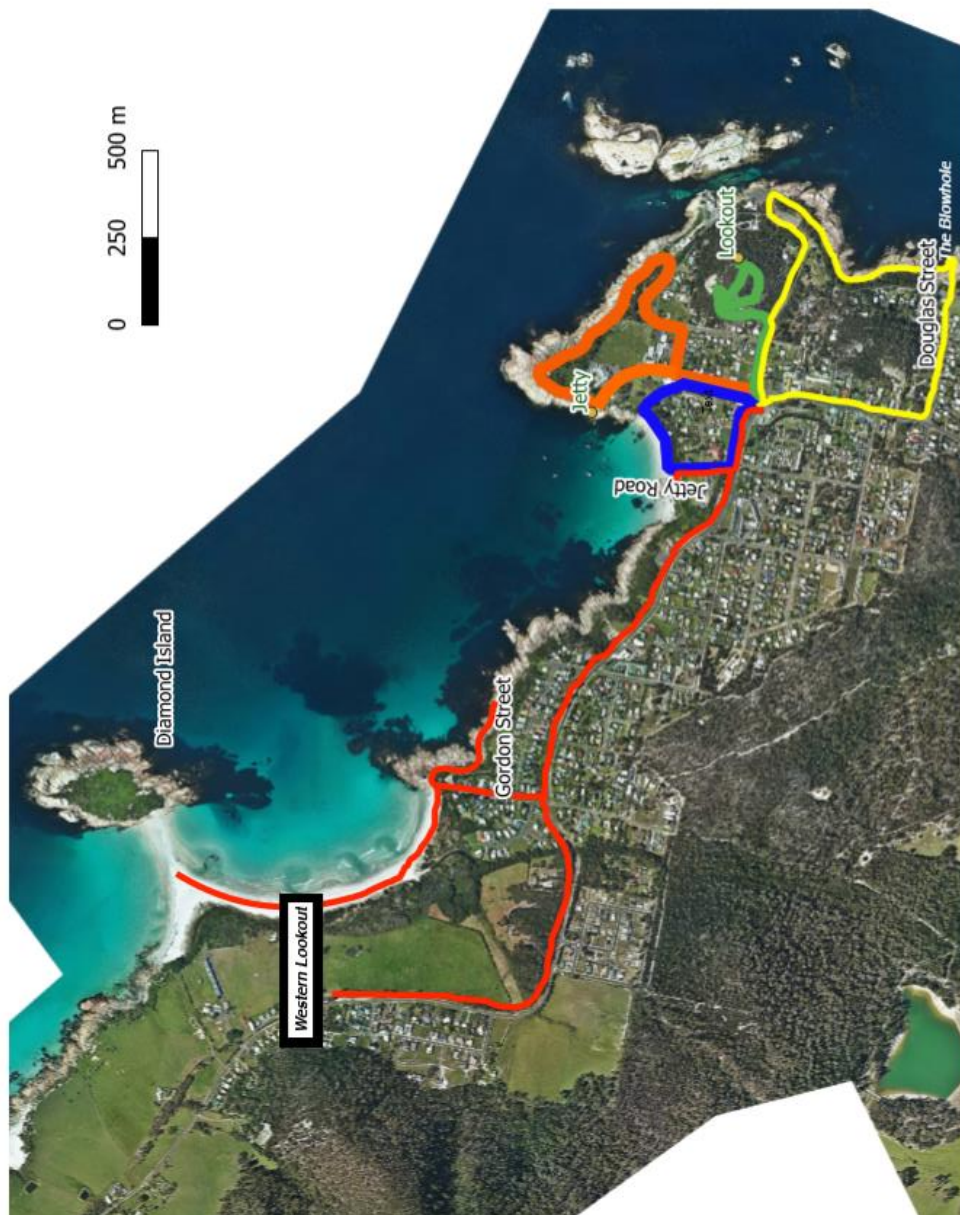 0 250 500 m
Diamond Island
Jetty
Lookout
Jetty Road
Gordon Street
Western Lookout
Douglas Street
The Blowhole